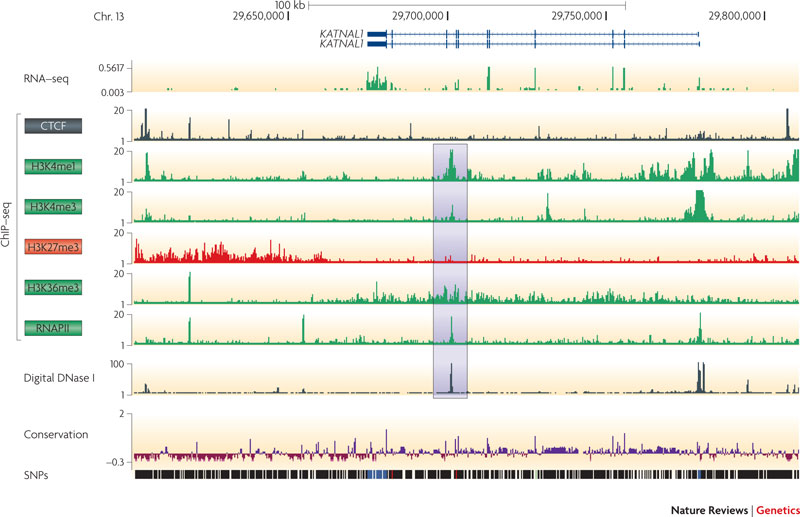 100 kb
Chr. 13 29,650,000 29,700,000 29,750,000 29,800,000
KATNAL1
KATNAL1
RNA–seq 0.5617 0.003
ChIP–seq
CTCF 20 1
H3K4me1 20 1
H3K4me3 20 1
H3K27me3 20 1
H3K36me3 20 1
RNAPII 20 1
Digital DNase I 100 1
Conservation 2 –0.3
SNPs
Nature Reviews | Genetics